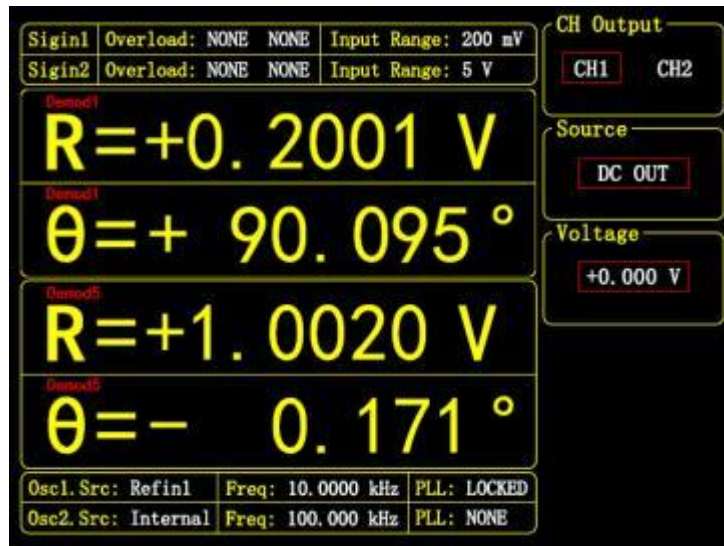 Sigin1 Overload: NONE NONE Input Range: 200 mV
Sigin2 Overload: NONE NONE Input Range: 5 V
Demod1
R=+0.2001 V
Demod1
θ=+ 90.095 °
Demod5
R=+1.0020 V
Demod5
θ=- 0.171 °
Osc1.Src: Refin1 Freq: 10.0000 kHz PLL: LOCKED
Osc2.Src: Internal Freq: 100.000 kHz PLL: NONE
CH Output
CH1 CH2
Source
DC OUT
Voltage
+0.000 V